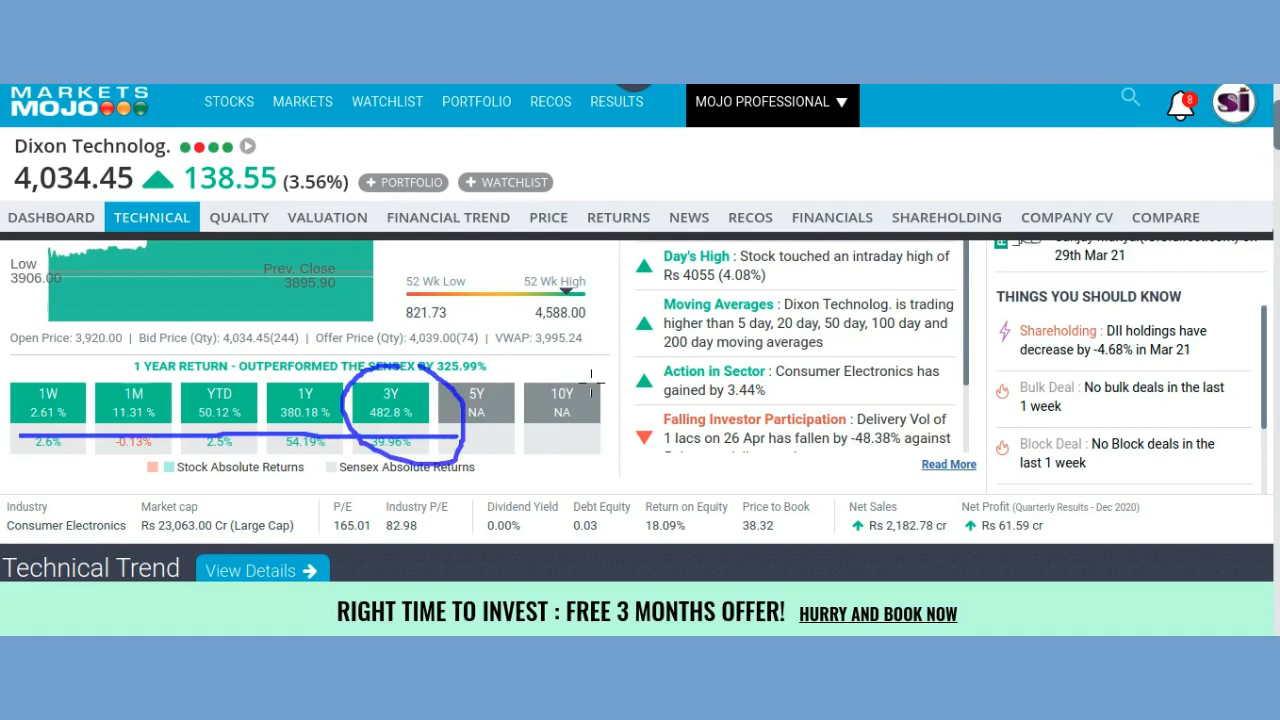 MARKETS
MOJO
STOCKS MARKETS WATCHLIST PORTFOLIO RECOS RESULTS MOJO PROFESSIONAL ▼ 8 Si
Dixon Technolog.
4,034.45 138.55 (3.56%) + PORTFOLIO + WATCHLIST
DASHBOARD TECHNICAL QUALITY VALUATION FINANCIAL TREND PRICE RETURNS NEWS RECOS FINANCIALS SHAREHOLDING COMPANY CV COMPARE
Low
3906.00
Prev. Close
3895.90
52 Wk Low 52 Wk High
821.73 4,588.00
Open Price: 3,920.00 | Bid Price (Qty): 4,034.45(244) | Offer Price (Qty): 4,039.00(74) | VWAP: 3,995.24
1 YEAR RETURN - OUTPERFORMED THE SENSEX BY 325.99%
1W 1M YTD 1Y 3Y 5Y 10Y
2.61 % 11.31 % 50.12 % 380.18 % 482.8 % NA NA
2.6% -0.13% 2.5% 54.19% 39.96%
Stock Absolute Returns Sensex Absolute Returns
Day's High : Stock touched an intraday high of
Rs 4055 (4.08%)
Moving Averages : Dixon Technolog. is trading
higher than 5 day, 20 day, 50 day, 100 day and
200 day moving averages
Action in Sector : Consumer Electronics has
gained by 3.44%
Falling Investor Participation : Delivery Vol of
1 lacs on 26 Apr has fallen by -48.38% against
Read More
29th Mar 21
THINGS YOU SHOULD KNOW
Shareholding : DII holdings have
decrease by -4.68% in Mar 21
Bulk Deal : No bulk deals in the last
1 week
Block Deal : No Block deals in the
last 1 week
Industry Market cap P/E Industry P/E Dividend Yield Debt Equity Return on Equity Price to Book Net Sales Net Profit (Quarterly Results - Dec 2020)
Consumer Electronics Rs 23,063.00 Cr (Large Cap) 165.01 82.98 0.00% 0.03 18.09% 38.32 Rs 2,182.78 cr Rs 61.59 cr
Technical Trend View Details
RIGHT TIME TO INVEST : FREE 3 MONTHS OFFER! HURRY AND BOOK NOW